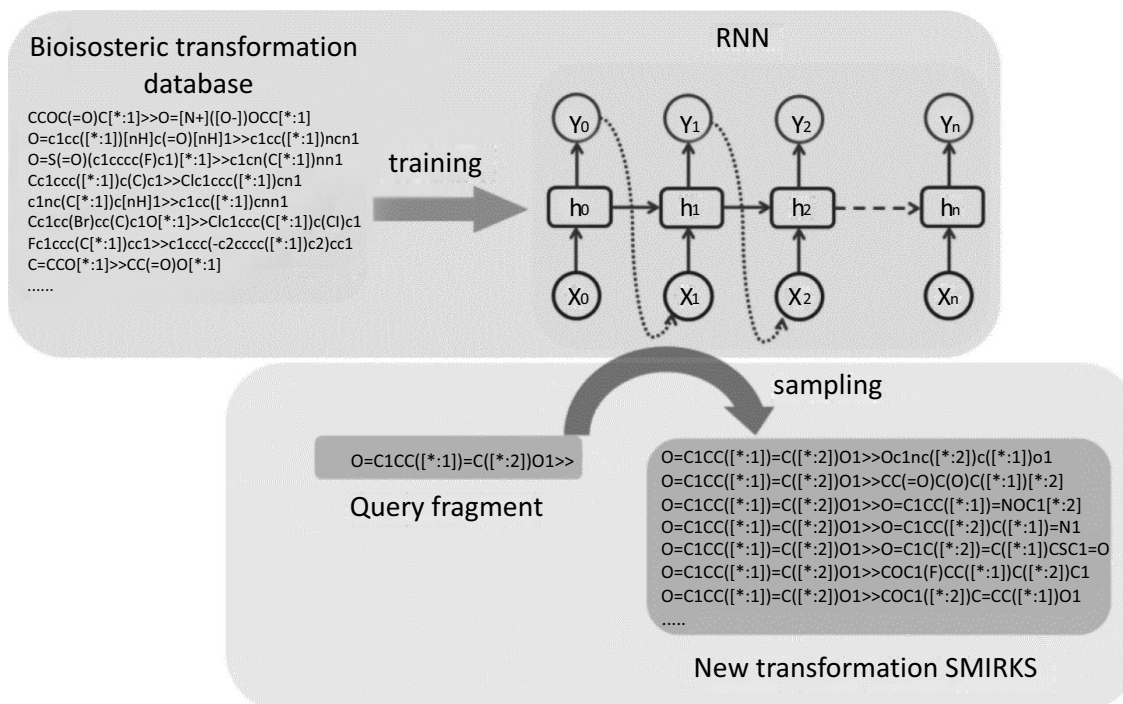 Bioisosteric transformation
database
CCOC(=O)C[*:1]>>O=[N+]([O-])OCC[*:1]
O=c1cc([*:1])[nH]c(=O)[nH]1>>c1cc([*:1])ncn1
O=S(=O)(c1cccc(F)c1)[*:1]>>c1cn(C[*:1])nn1
Cc1ccc([*:1])c(C)c1>>Clc1ccc([*:1])cn1
c1nc(C[*:1])c[nH]1>>c1cc([*:1])cnn1
Cc1cc(Br)cc(C)c1O[*:1]>>Clc1ccc(C[*:1])c(Cl)c1
Fc1ccc(C[*:1])cc1>>c1ccc(-c2cccc([*:1])c2)cc1
C=CCO[*:1]>>CC(=O)O[*:1]
......
training
RNN
Y0 Y1 Y2 Yn
h0 h1 h2 hn
X0 X1 X2 Xn
sampling
O=C1CC([*:1])=C([*:2])O1>>
Query fragment
O=C1CC([*:1])=C([*:2])O1>>Oc1nc([*:2])c([*:1])o1
O=C1CC([*:1])=C([*:2])O1>>CC(=O)C(O)C([*:1])[*:2]
O=C1CC([*:1])=C([*:2])O1>>O=C1CC([*:1])=NOC1[*:2]
O=C1CC([*:1])=C([*:2])O1>>O=C1CC([*:2])C([*:1])=N1
O=C1CC([*:1])=C([*:2])O1>>O=C1C([*:2])=C([*:1])CSC1=O
O=C1CC([*:1])=C([*:2])O1>>COC1(F)CC([*:1])C([*:2])C1
O=C1CC([*:1])=C([*:2])O1>>COC1([*:2])C=CC([*:1])O1
.....
New transformation SMIRKS